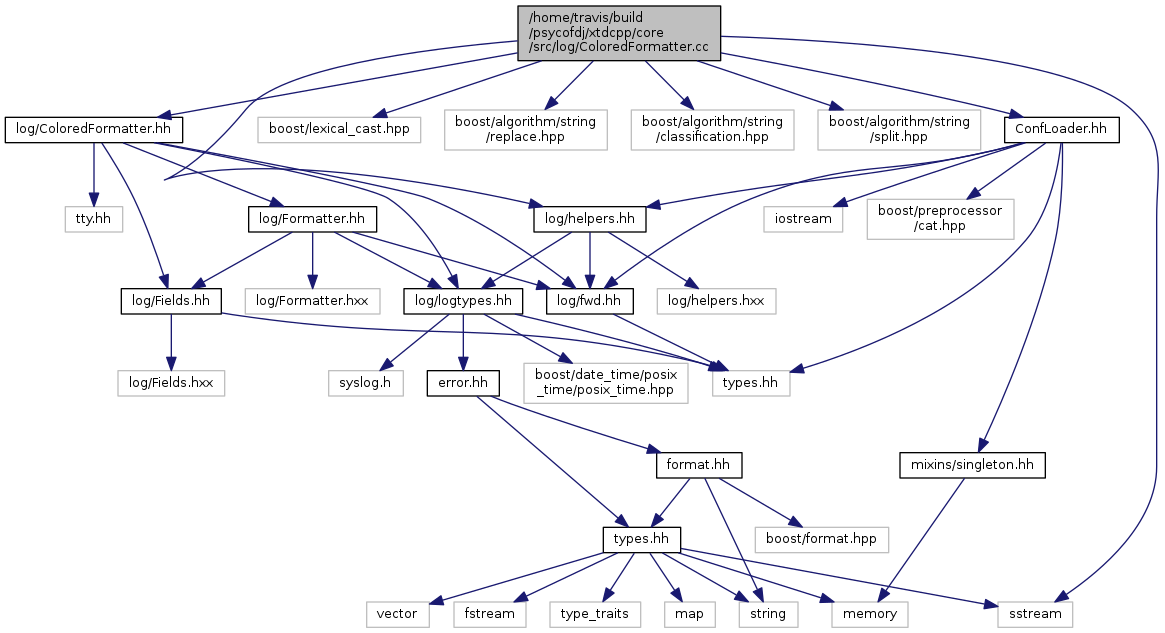 /home/travis/build
/psycofdj/xtdcpp/core
/src/log/ColoredFormatter.cc
log/ColoredFormatter.hh
boost/lexical_cast.hpp
boost/algorithm/string
/replace.hpp
boost/algorithm/string
/classification.hpp
boost/algorithm/string
/split.hpp
ConfLoader.hh
tty.hh
log/Formatter.hh
log/helpers.hh
iostream
boost/preprocessor
/cat.hpp
log/Fields.hh
log/Formatter.hxx
log/logtypes.hh
log/fwd.hh
log/helpers.hxx
log/Fields.hxx
syslog.h
error.hh
boost/date_time/posix
_time/posix_time.hpp
types.hh
format.hh
mixins/singleton.hh
types.hh
boost/format.hpp
vector
fstream
type_traits
map
string
memory
sstream